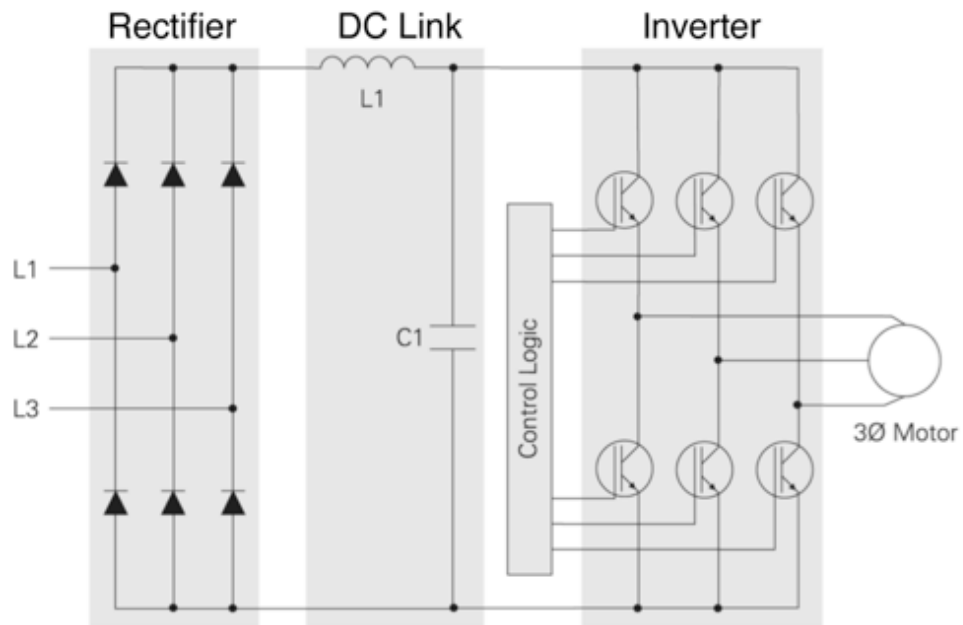 Rectifier
DC Link
Inverter
L1
L1
L2
C1
L3
Control Logic
3Ø Motor